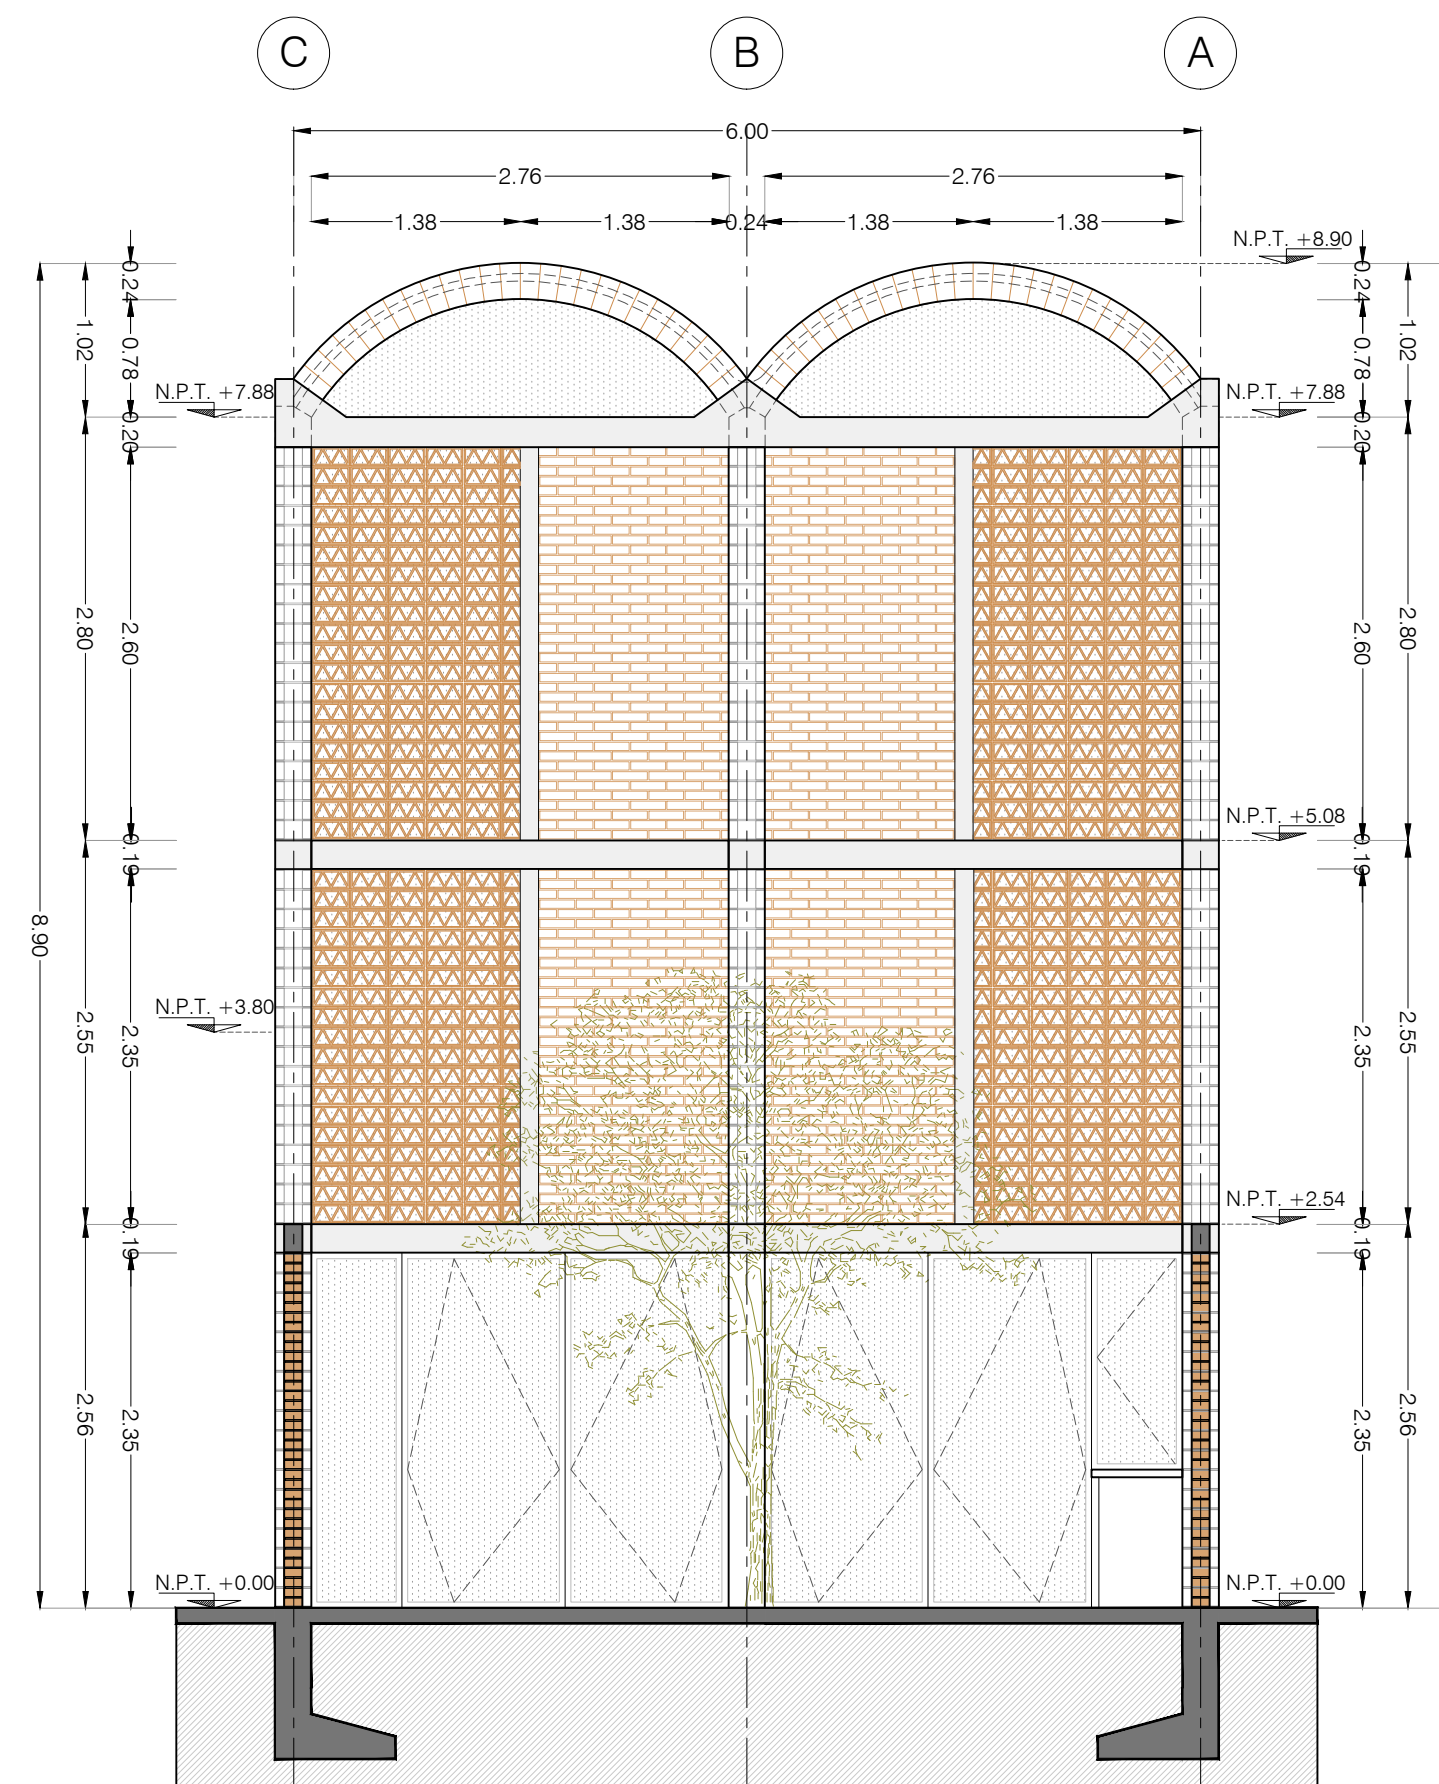 C B A
6.00
2.76 2.76
1.38 1.38 0.24 1.38 1.38
N.P.T. +8.90
0.24 0.24
1.02 0.78 0.78 1.02
N.P.T. +7.88 N.P.T. +7.88
0.20 0.20
2.80 2.60 2.60 2.80
N.P.T. +5.08
0.19 0.19
8.90
N.P.T. +3.80
2.55 2.35 2.35 2.55
N.P.T. +2.54
0.19 0.19
2.56 2.35 2.35 2.56
N.P.T. +0.00 N.P.T. +0.00